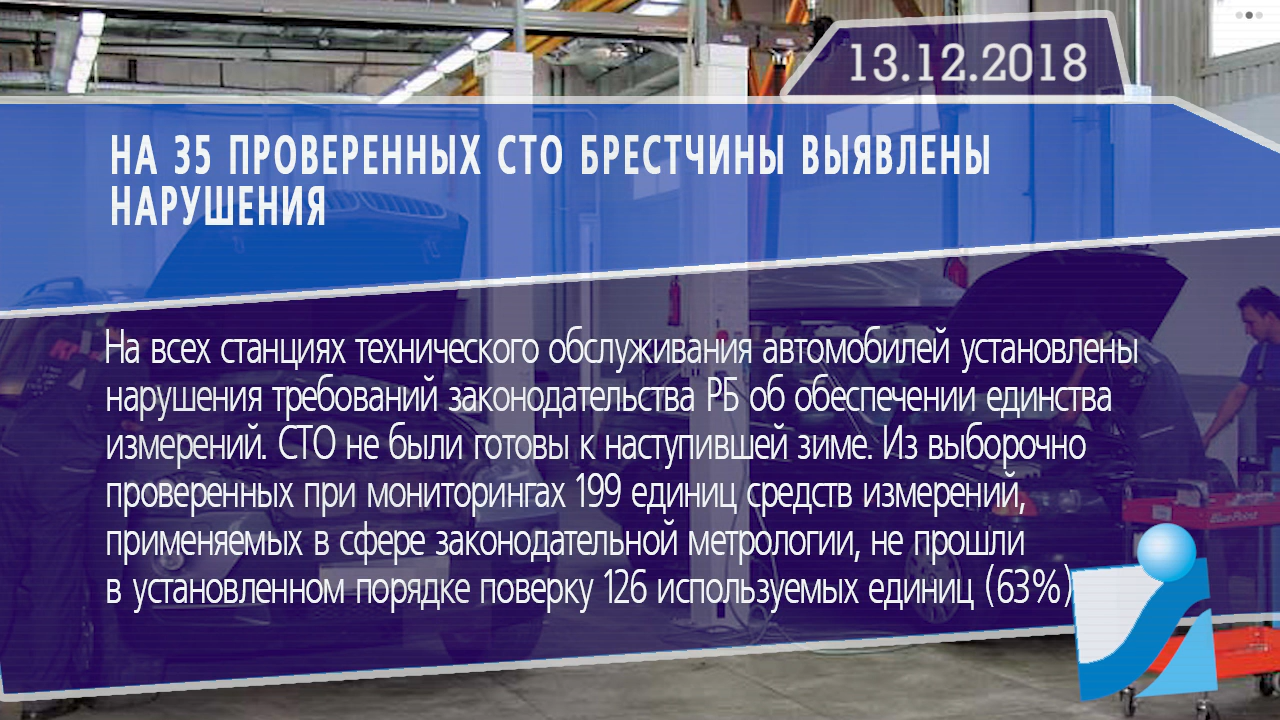 13.12.2018
НА 35 ПРОВЕРЕННЫХ СТО БРЕСТЧИНЫ ВЫЯВЛЕНЫ
НАРУШЕНИЯ
На всех станциях технического обслуживания автомобилей установлены
нарушения требований законодательства РБ об обеспечении единства
измерений. СТО не были готовы к наступившей зиме. Из выборочно
проверенных при мониторингах 199 единиц средств измерений,
применяемых в сфере законодательной метрологии, не прошли
в установленном порядке поверку 126 используемых единиц (63%)
Blue-Point